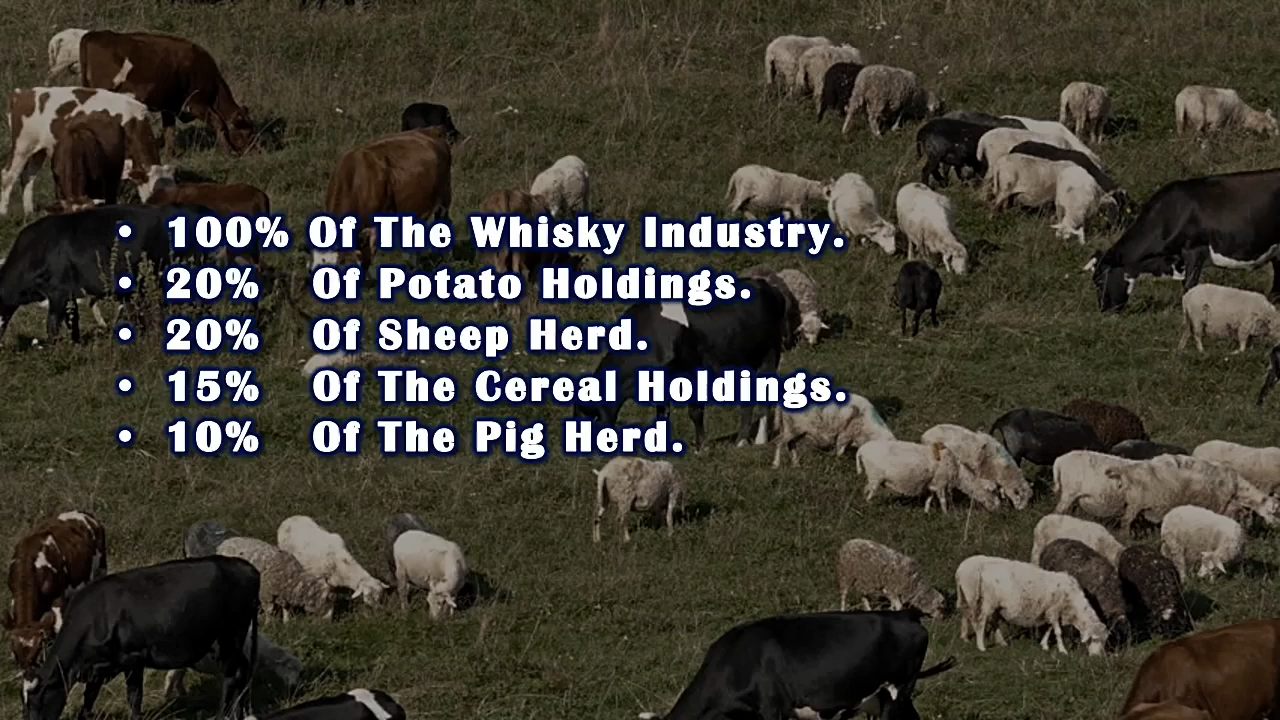 • 100% Of The Whisky Industry.
• 20% Of Potato Holdings.
• 20% Of Sheep Herd.
• 15% Of The Cereal Holdings.
• 10% Of The Pig Herd.